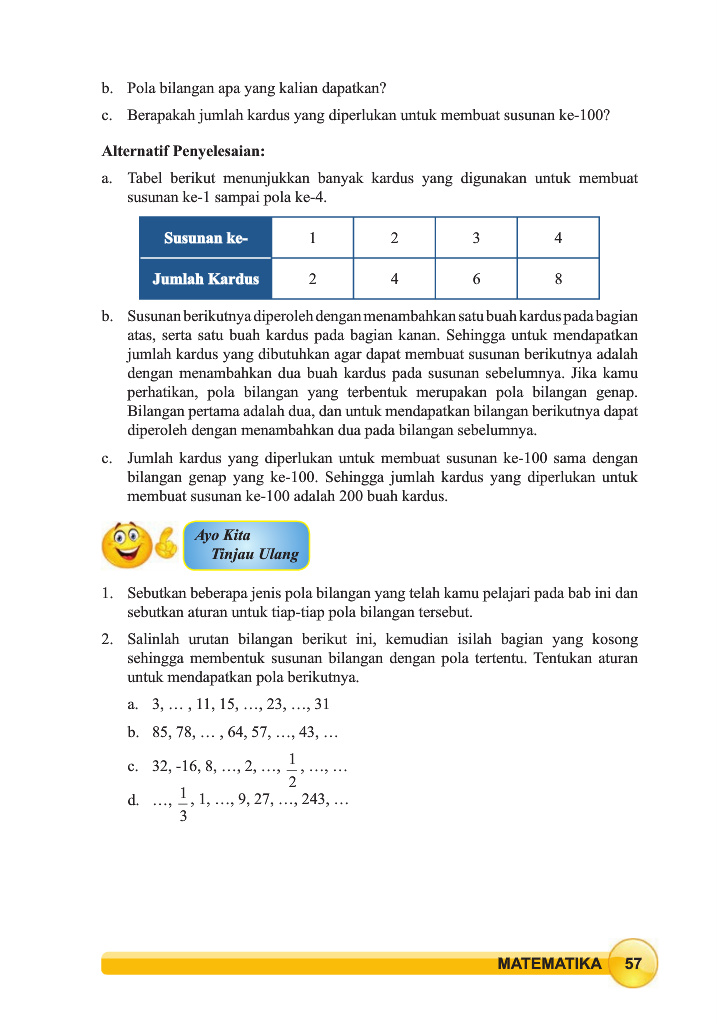 b. Pola bilangan apa yang kalian dapatkan?
c. Berapakah jumlah kardus yang diperlukan untuk membuat susunan ke-100?
Alternatif Penyelesaian:
a. Tabel berikut menunjukkan banyak kardus yang digunakan untuk membuat
susunan ke-1 sampai pola ke-4.
Susunan ke- 1 2 3 4
Jumlah Kardus 2 4 6 8
b. Susunan berikutnya diperoleh dengan menambahkan satu buah kardus pada bagian
atas, serta satu buah kardus pada bagian kanan. Sehingga untuk mendapatkan
jumlah kardus yang dibutuhkan agar dapat membuat susunan berikutnya adalah
dengan menambahkan dua buah kardus pada susunan sebelumnya. Jika kamu
perhatikan, pola bilangan yang terbentuk merupakan pola bilangan genap.
Bilangan pertama adalah dua, dan untuk mendapatkan bilangan berikutnya dapat
diperoleh dengan menambahkan dua pada bilangan sebelumnya.
c. Jumlah kardus yang diperlukan untuk membuat susunan ke-100 sama dengan
bilangan genap yang ke-100. Sehingga jumlah kardus yang diperlukan untuk
membuat susunan ke-100 adalah 200 buah kardus.
Ayo Kita
Tinjau Ulang
1. Sebutkan beberapa jenis pola bilangan yang telah kamu pelajari pada bab ini dan
sebutkan aturan untuk tiap-tiap pola bilangan tersebut.
2. Salinlah urutan bilangan berikut ini, kemudian isilah bagian yang kosong
sehingga membentuk susunan bilangan dengan pola tertentu. Tentukan aturan
untuk mendapatkan pola berikutnya.
a. 3, … , 11, 15, …, 23, …, 31
b. 85, 78, … , 64, 57, …, 43, …
c. 32, -16, 8, …, 2, …, 1/2, …, …
d. …, 1/3, 1, …, 9, 27, …, 243, …
MATEMATIKA 57